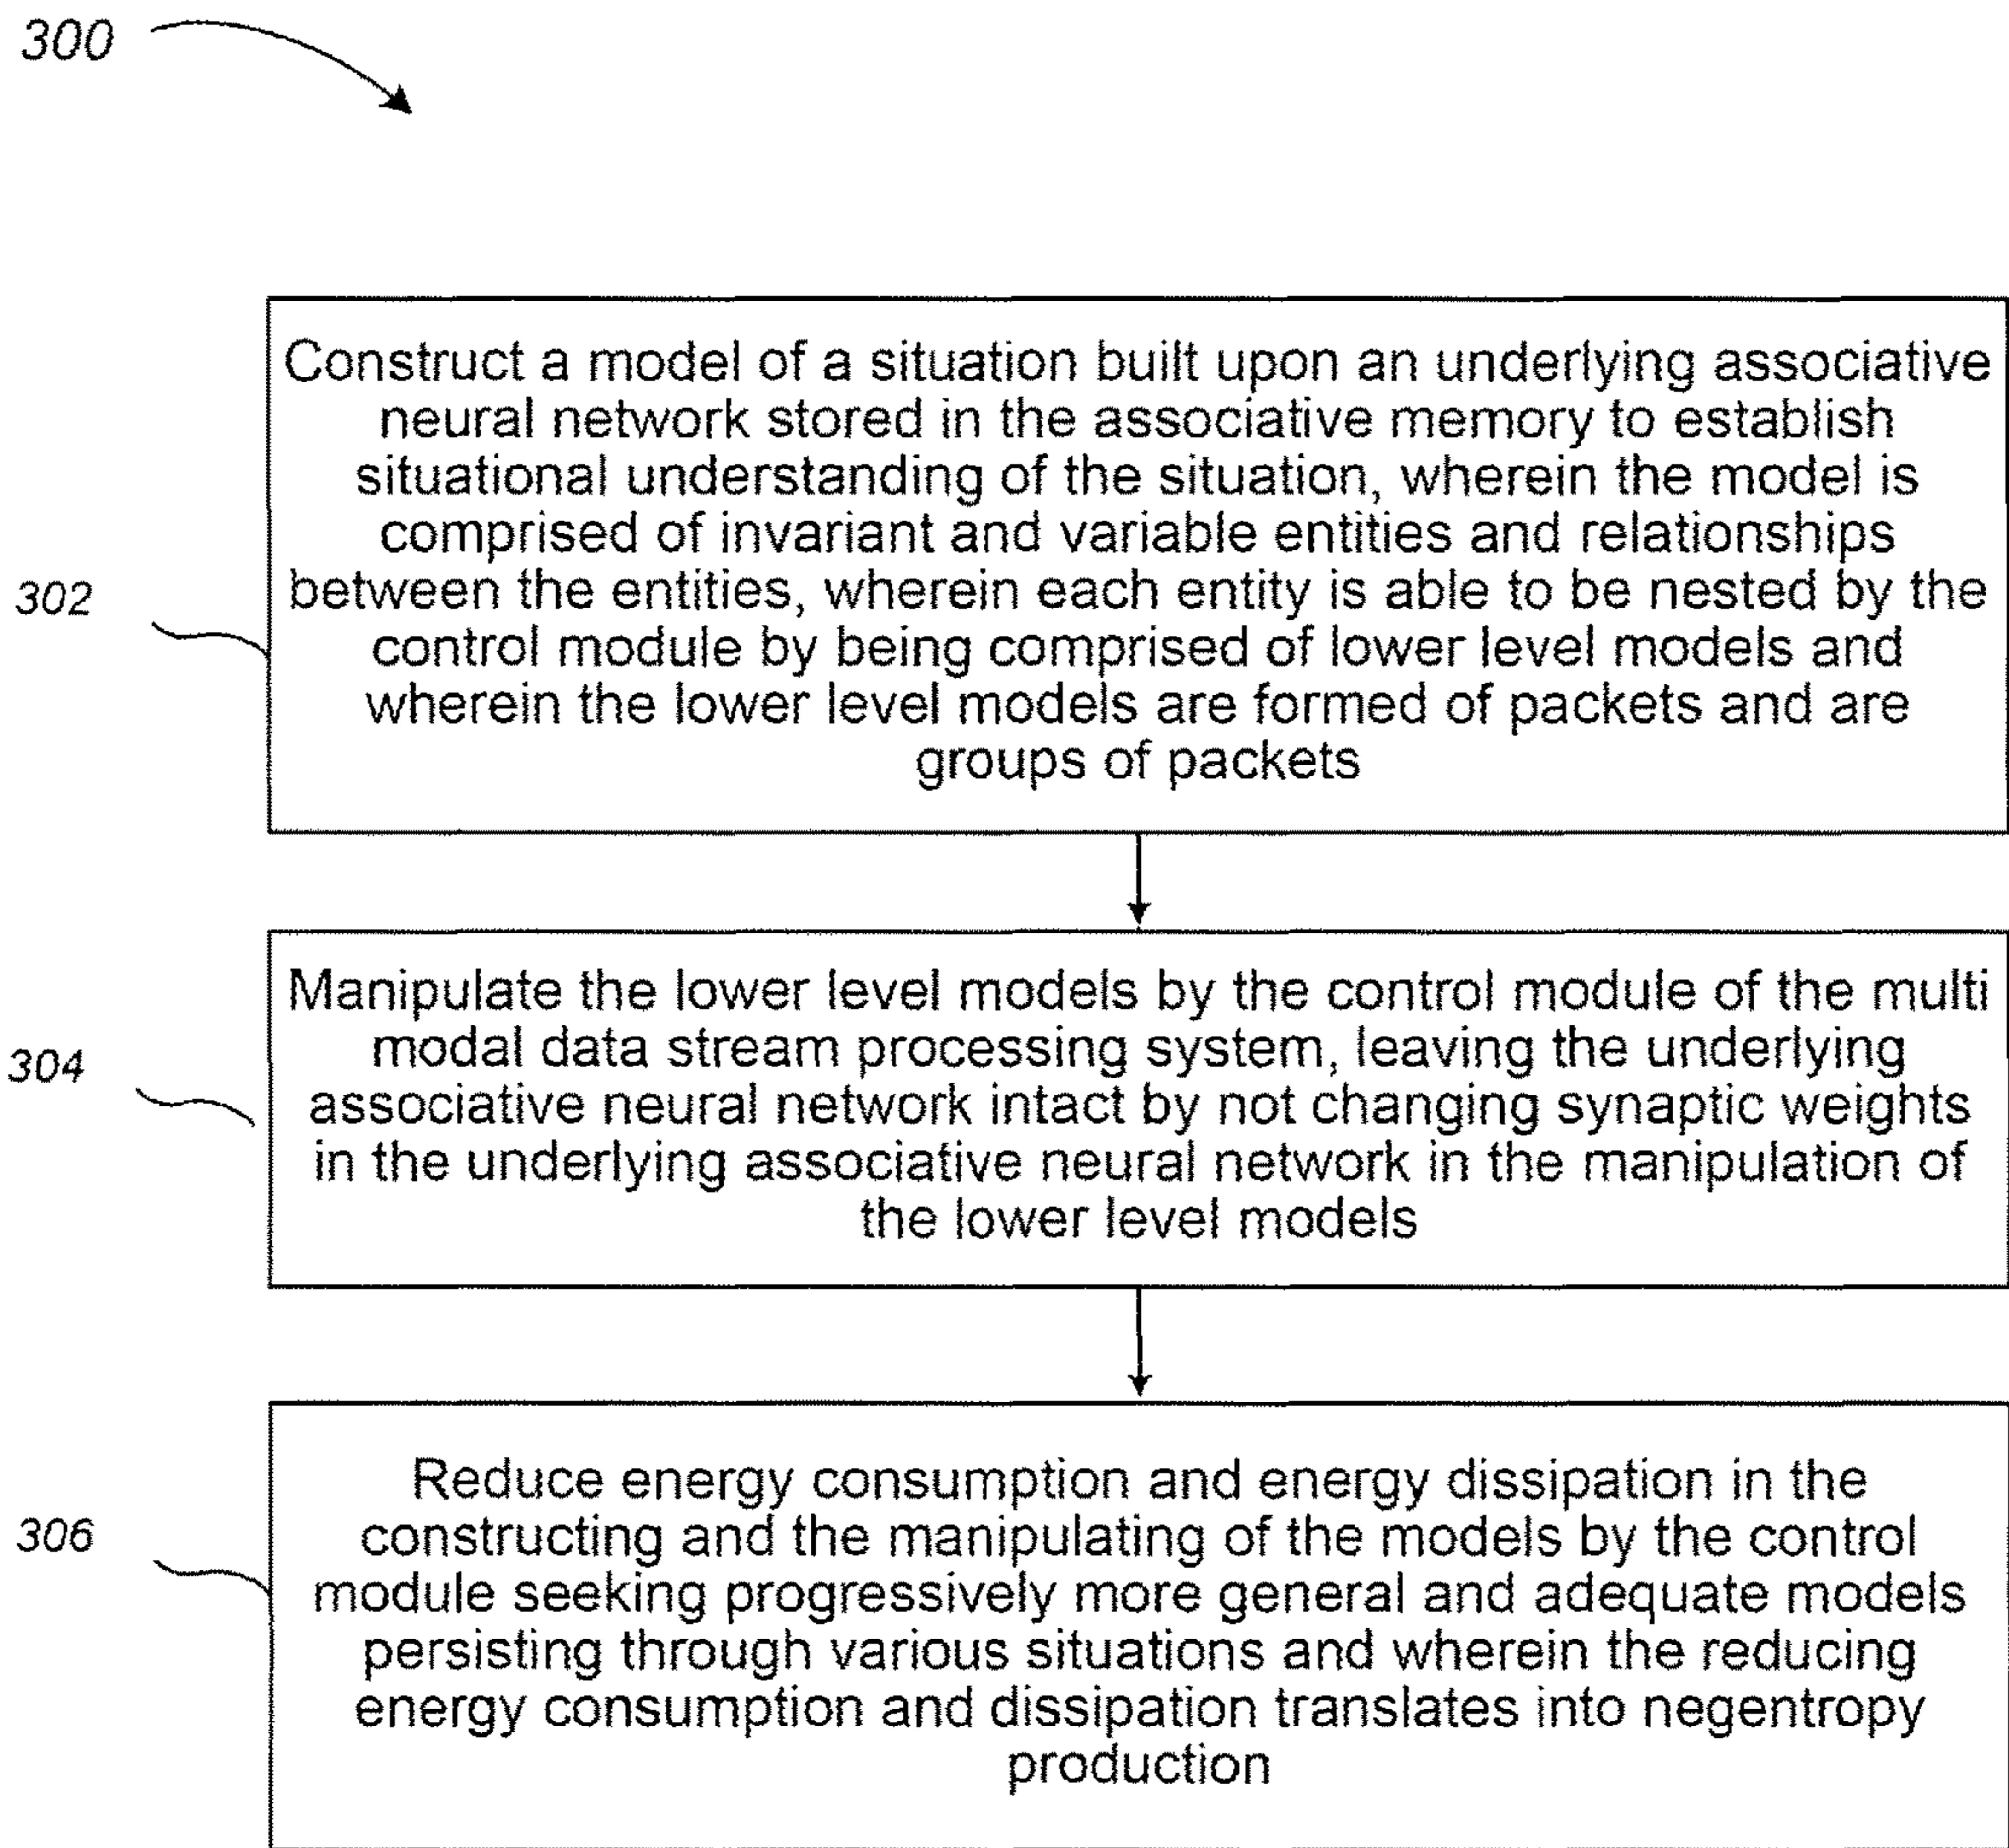 300
Construct a model of a situation built upon an underlying associative
neural network stored in the associative memory to establish
situational understanding of the situation, wherein the model is
comprised of invariant and variable entities and relationships
between the entities, wherein each entity is able to be nested by the
control module by being comprised of lower level models and
wherein the lower level models are formed of packets and are
groups of packets
302
Manipulate the lower level models by the control module of the multi
modal data stream processing system, leaving the underlying
associative neural network intact by not changing synaptic weights
in the underlying associative neural network in the manipulation of
the lower level models
304
Reduce energy consumption and energy dissipation in the
constructing and the manipulating of the models by the control
module seeking progressively more general and adequate models
persisting through various situations and wherein the reducing
energy consumption and dissipation translates into negentropy
production
306